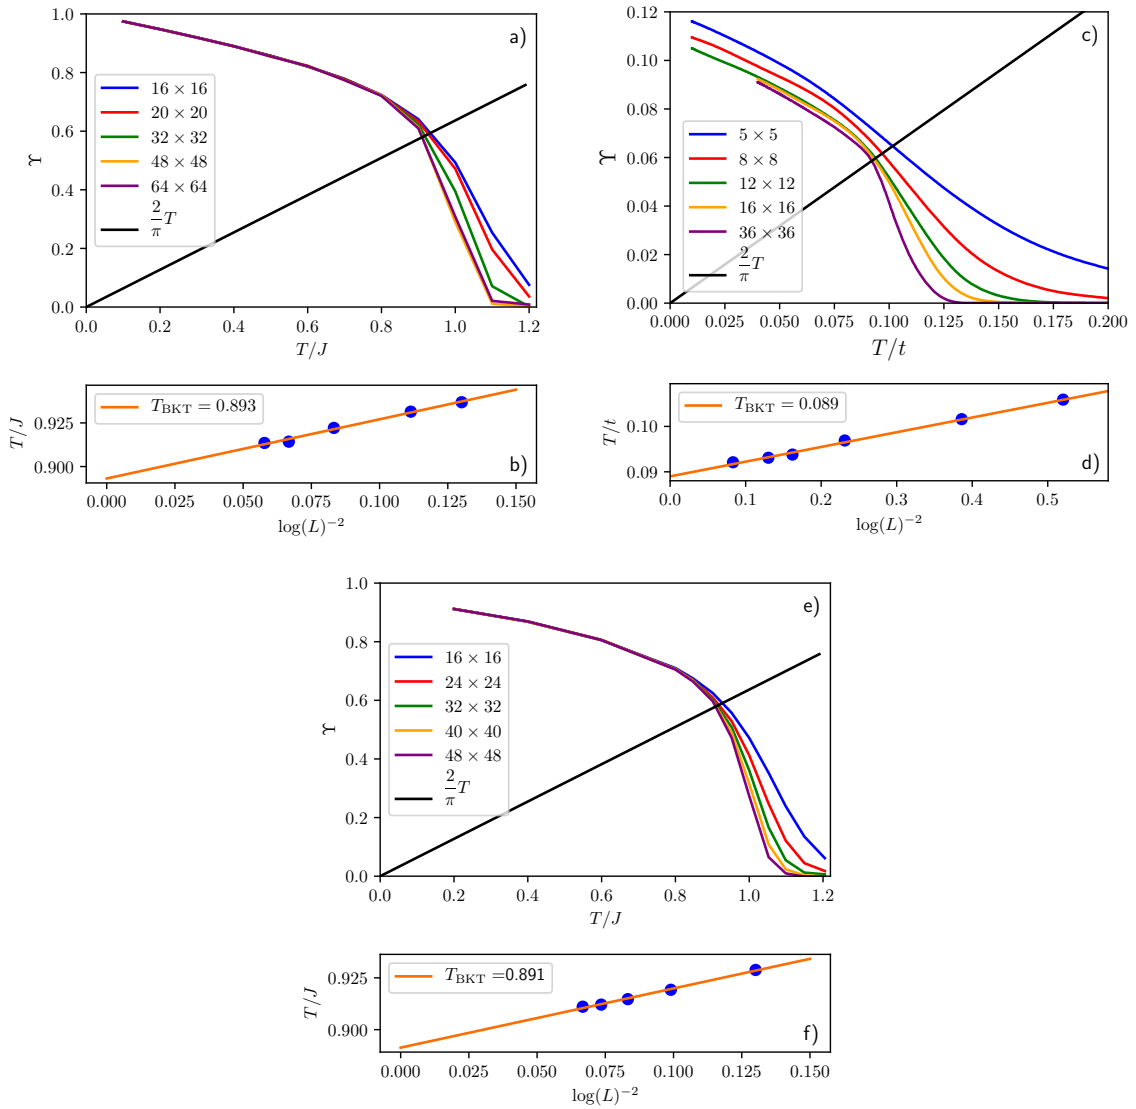 1.0
0.8
0.6
0.4
0.2
0.0
ϒ
a)
16 × 16
20 × 20
32 × 32
48 × 48
64 × 64
2/π T
0.0 0.2 0.4 0.6 0.8 1.0 1.2
T/J
0.12
0.10
0.08
0.06
0.04
0.02
0.00
ϒ
c)
5 × 5
8 × 8
12 × 12
16 × 16
36 × 36
2/π T
0.000 0.025 0.050 0.075 0.100 0.125 0.150 0.175 0.200
T/t
T/J
0.925
0.900
T_BKT = 0.893
b)
0.000 0.025 0.050 0.075 0.100 0.125 0.150
log(L)⁻²
T/t
0.10
0.09
T_BKT = 0.089
d)
0.0 0.1 0.2 0.3 0.4 0.5
log(L)⁻²
1.0
0.8
0.6
0.4
0.2
0.0
ϒ
e)
16 × 16
24 × 24
32 × 32
40 × 40
48 × 48
2/π T
0.0 0.2 0.4 0.6 0.8 1.0 1.2
T/J
T/J
0.925
0.900
T_BKT =0.891
f)
0.000 0.025 0.050 0.075 0.100 0.125 0.150
log(L)⁻²